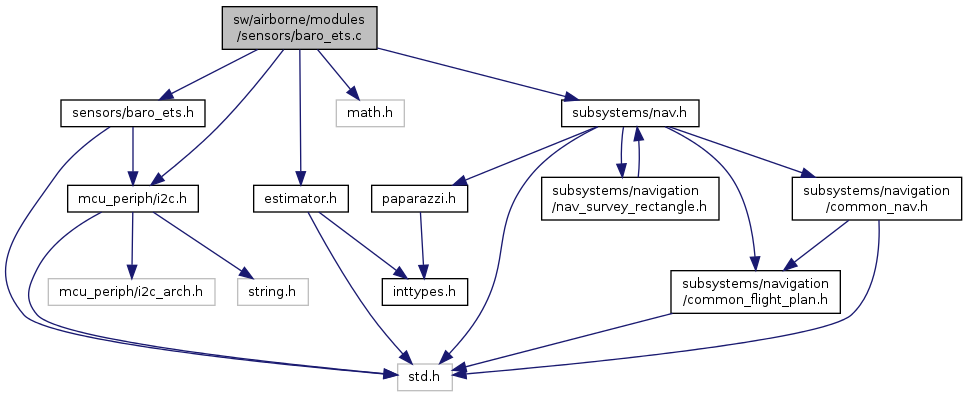 sw/airborne/modules
/sensors/baro_ets.c
sensors/baro_ets.h
math.h
subsystems/nav.h
mcu_periph/i2c.h
estimator.h
paparazzi.h
subsystems/navigation
/nav_survey_rectangle.h
subsystems/navigation
/common_nav.h
mcu_periph/i2c_arch.h
string.h
inttypes.h
subsystems/navigation
/common_flight_plan.h
std.h